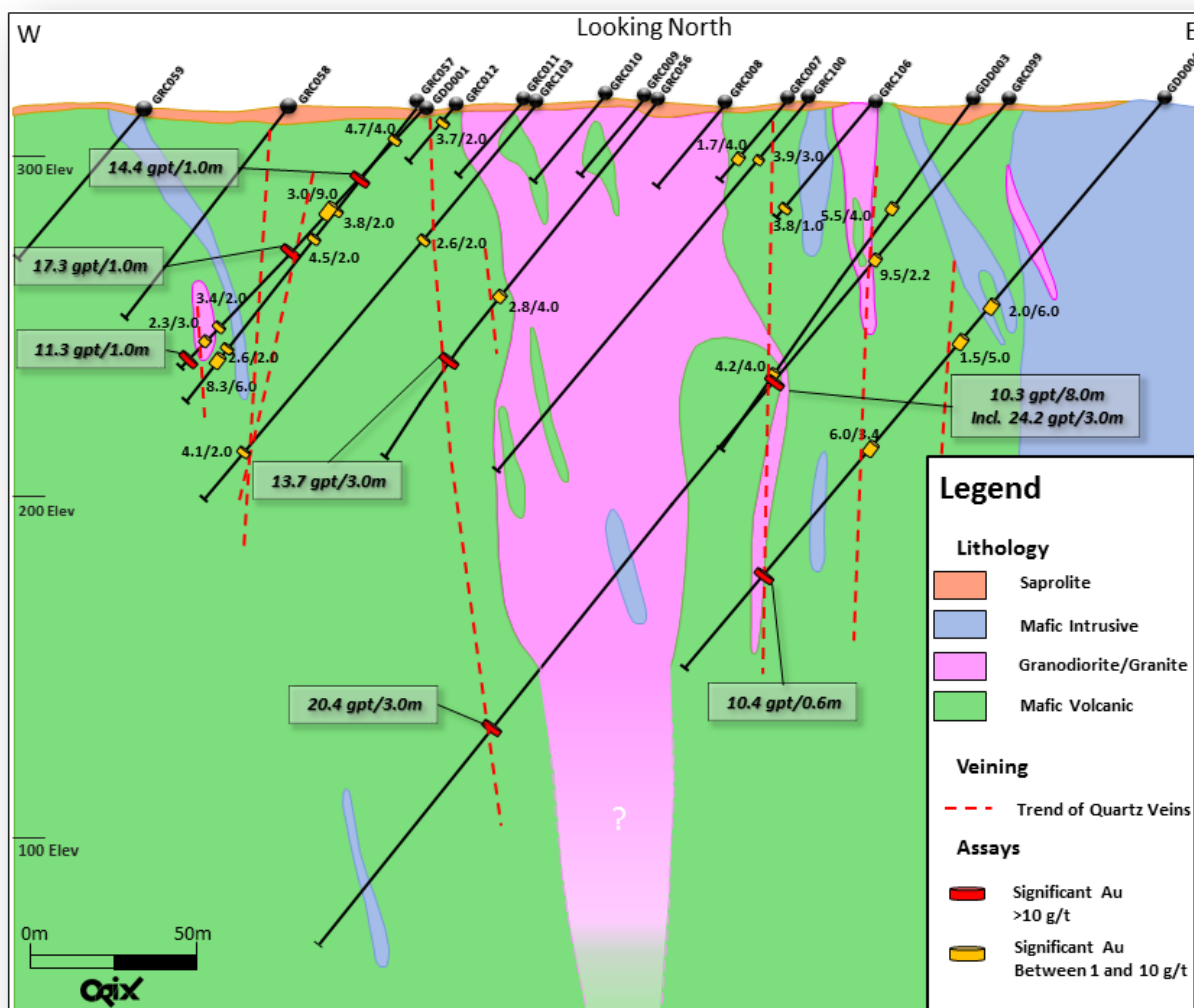 Looking North
W
E
GRC059
GRC058
GRC057
GDD001
GRC012
GRC011
GRC103
GRC010
GRC009
GRC056
GRC008
GRC007
GRC100
GRC106
GDD003
GRC099
4.7/4.0
3.7/2.0
1.7/4.0
3.9/3.0
300 Elev
14.4 gpt/1.0m
3.0/9.0
3.8/2.0
3.8/1.0
5.5/4.0
17.3 gpt/1.0m
4.5/2.0
2.6/2.0
9.5/2.2
3.4/2.0
2.8/4.0
2.0/6.0
2.3/3.0
11.3 gpt/1.0m
2.6/2.0
1.5/5.0
8.3/6.0
4.2/4.0
10.3 gpt/8.0m
Incl. 24.2 gpt/3.0m
4.1/2.0
6.0/3.4
13.7 gpt/3.0m
200 Elev
20.4 gpt/3.0m
10.4 gpt/0.6m
?
100 Elev
0m
50m
Legend
Lithology
Saprolite
Mafic Intrusive
Granodiorite/Granite
Mafic Volcanic
Veining
Trend of Quartz Veins
Assays
Significant Au
>10 g/t
Significant Au
Between 1 and 10 g/t